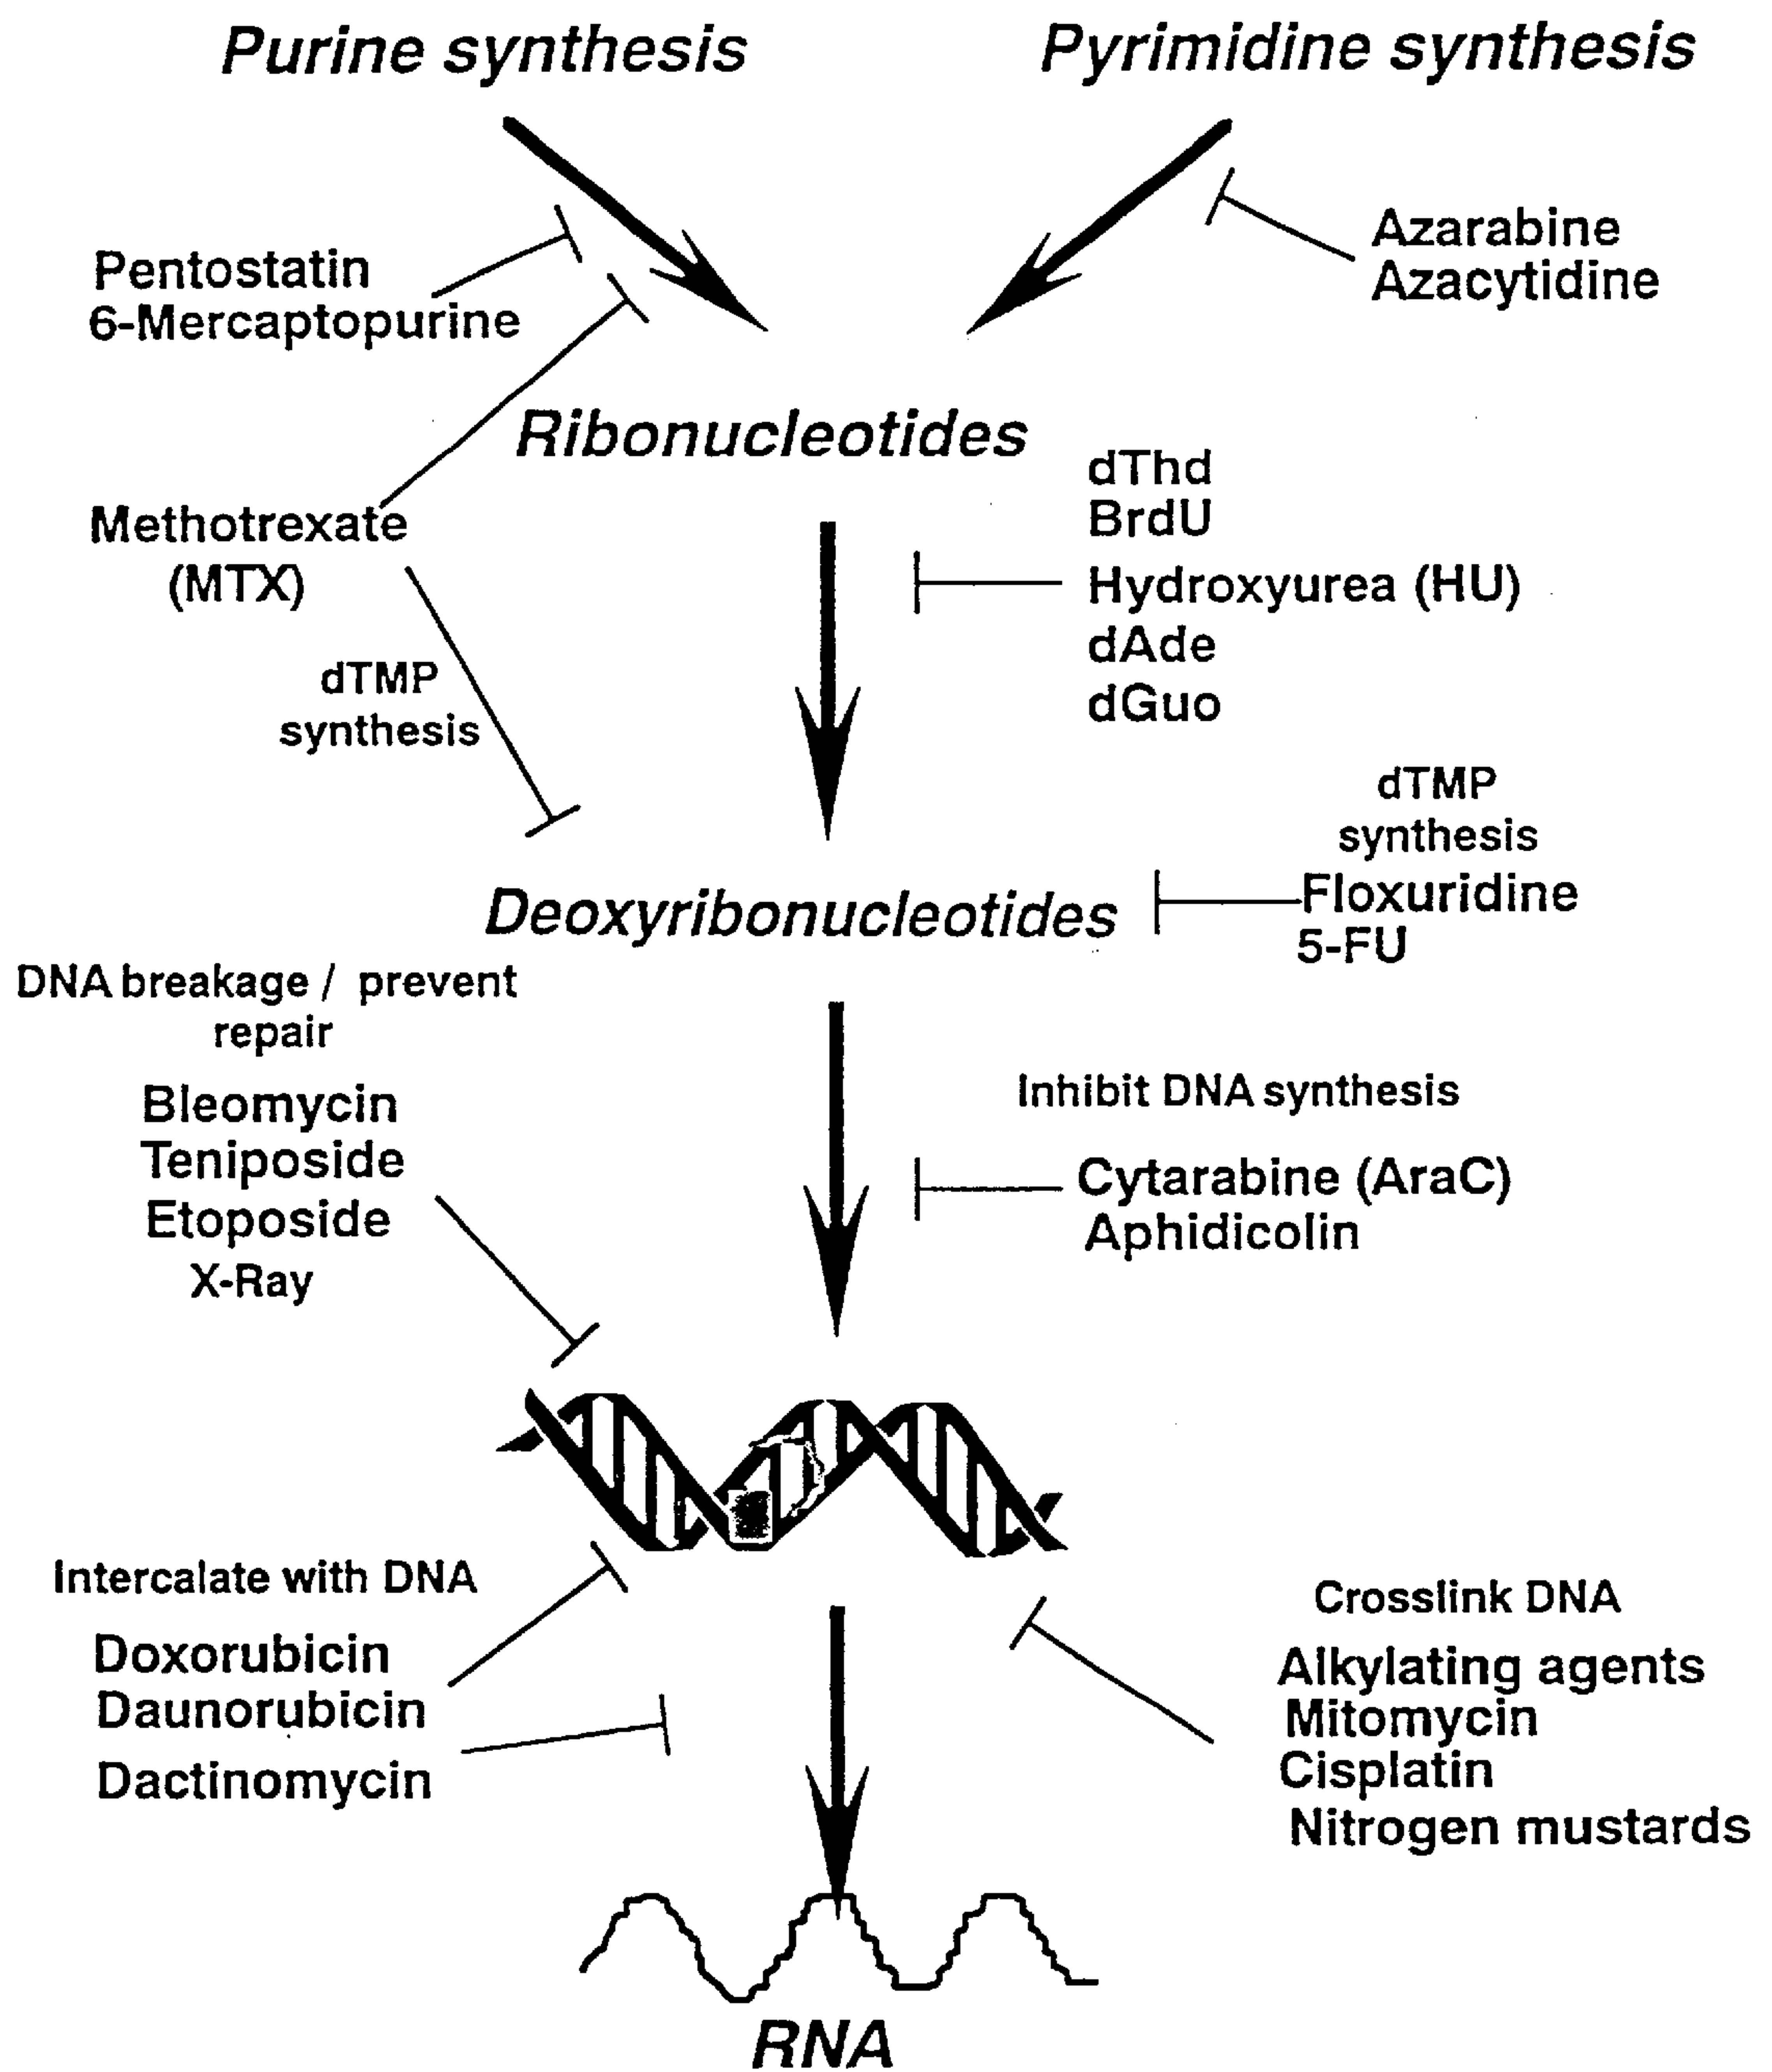 Purine synthesis
Pyrimidine synthesis
Azarabine
Azacytidine
Pentostatin
6-Mercaptopurine
Ribonucleotides
Methotrexate
(MTX)
dThd
BrdU
Hydroxyurea (HU)
dAde
dGuo
dTMP
synthesis
dTMP
synthesis
Floxuridine
5-FU
Deoxyribonucleotides
DNA breakage / prevent
repair
Bleomycin
Teniposide
Etoposide
X-Ray
Inhibit DNA synthesis
Cytarabine (AraC)
Aphidicolin
Intercalate with DNA
Doxorubicin
Daunorubicin
Dactinomycin
Crosslink DNA
Alkylating agents
Mitomycin
Cisplatin
Nitrogen mustards
RNA